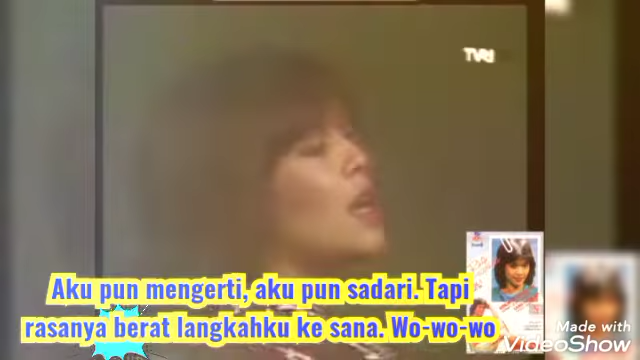 TVRI
Aku pun mengerti, aku pun sadari. Tapi
rasanya berat langkahku ke sana. Wo-wo-wo
Made with
VideoShow